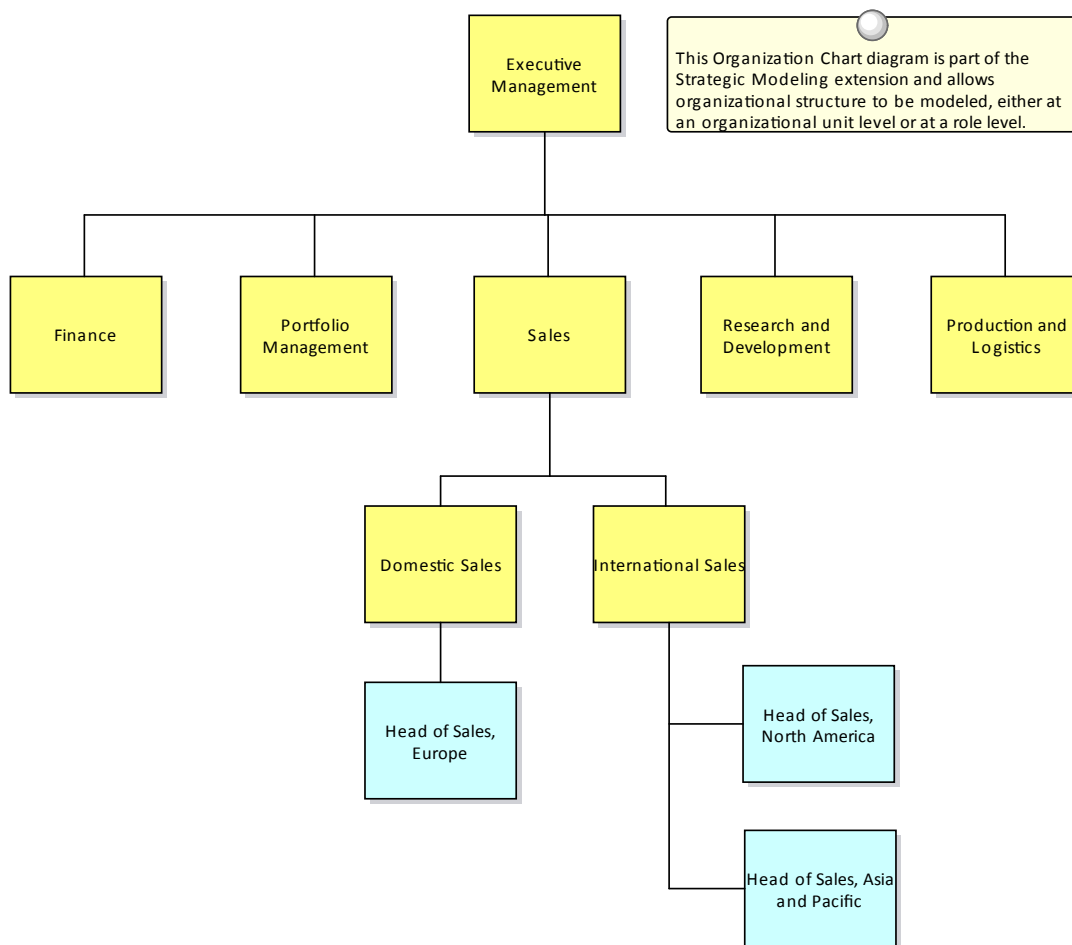 Executive
Management
This Organization Chart diagram is part of the
Strategic Modeling extension and allows
organizational structure to be modeled, either at
an organizational unit level or at a role level.
Finance
Portfolio
Management
Sales
Research and
Development
Production and
Logistics
Domestic Sales
International Sales
Head of Sales,
Europe
Head of Sales,
North America
Head of Sales, Asia
and Pacific